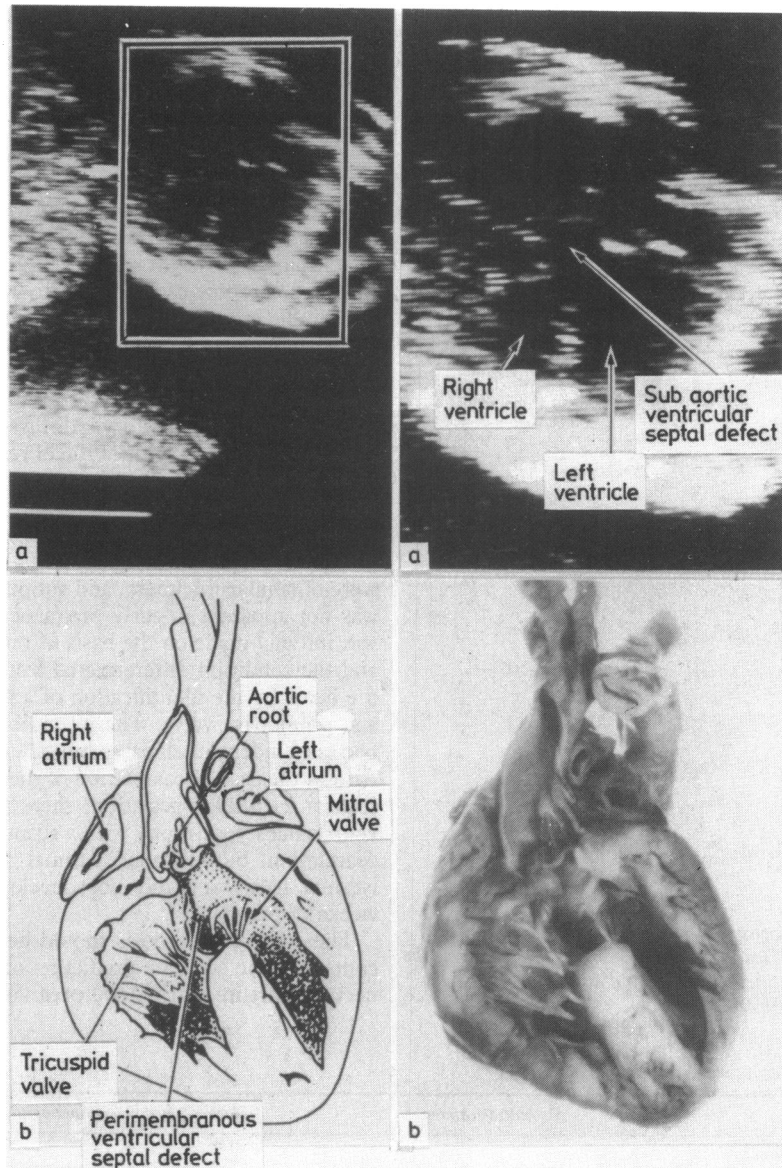 Right
ventricle
Sub aortic
ventricular
septal defect
Left
ventricle
a
a
Aortic
root
Right
atrium
Left
atrium
Mitral
valve
Tricuspid
valve
Perimembranous
ventricular
septal defect
b
b